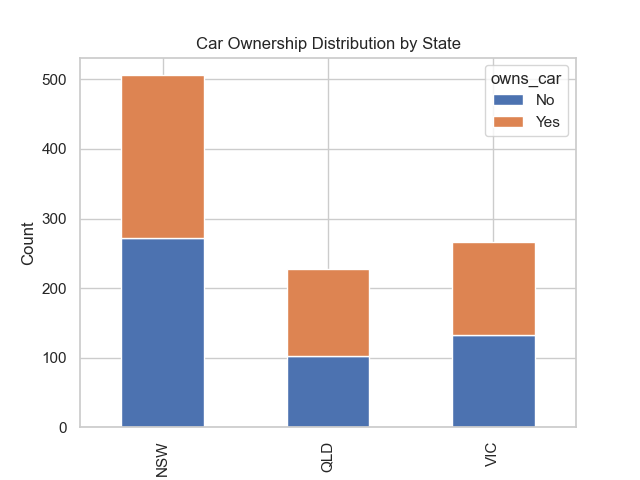 Car Ownership Distribution by State
owns_car
No
Yes
500
400
300
200
100
0
Count
NSW
QLD
VIC